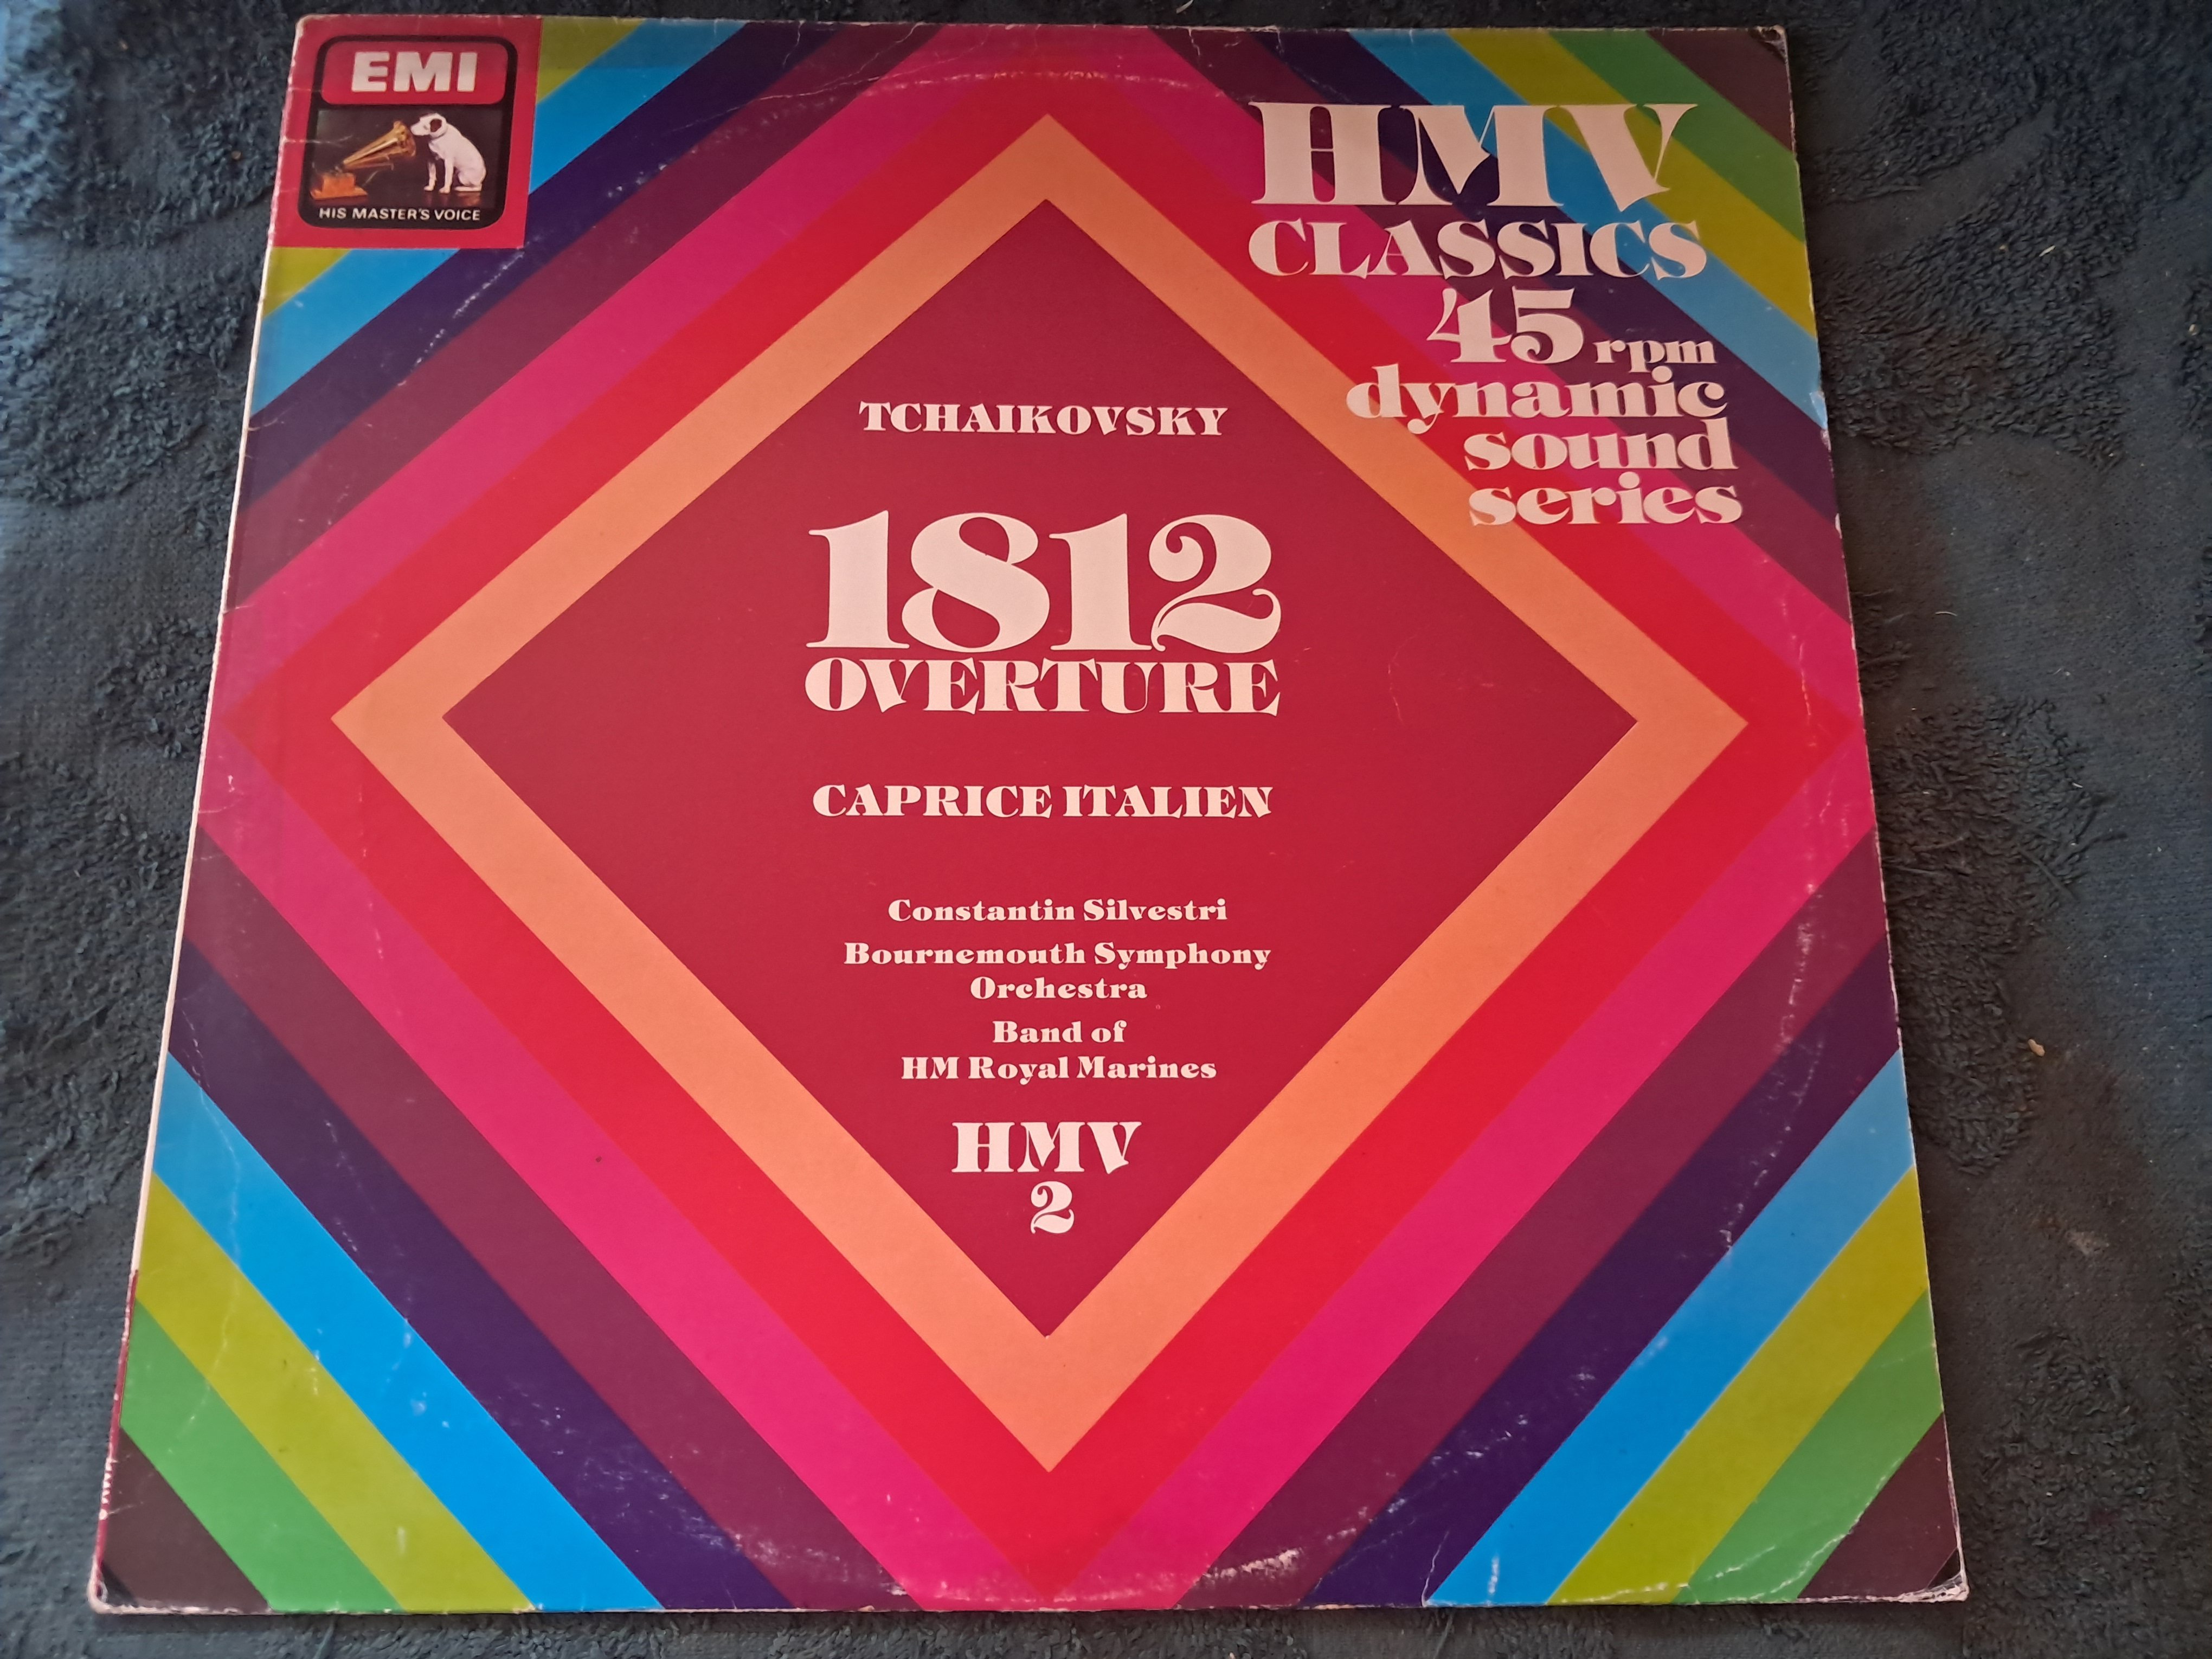 EMI
HIS MASTER'S VOICE
HMV
CLASSICS
45 rpm
dynamic
sound
series
TCHAIKOVSKY
1812
OVERTURE
CAPRICE ITALIEN
Constantin Silvestri
Bournemouth Symphony
Orchestra
Band of
HM Royal Marines
HMV
2